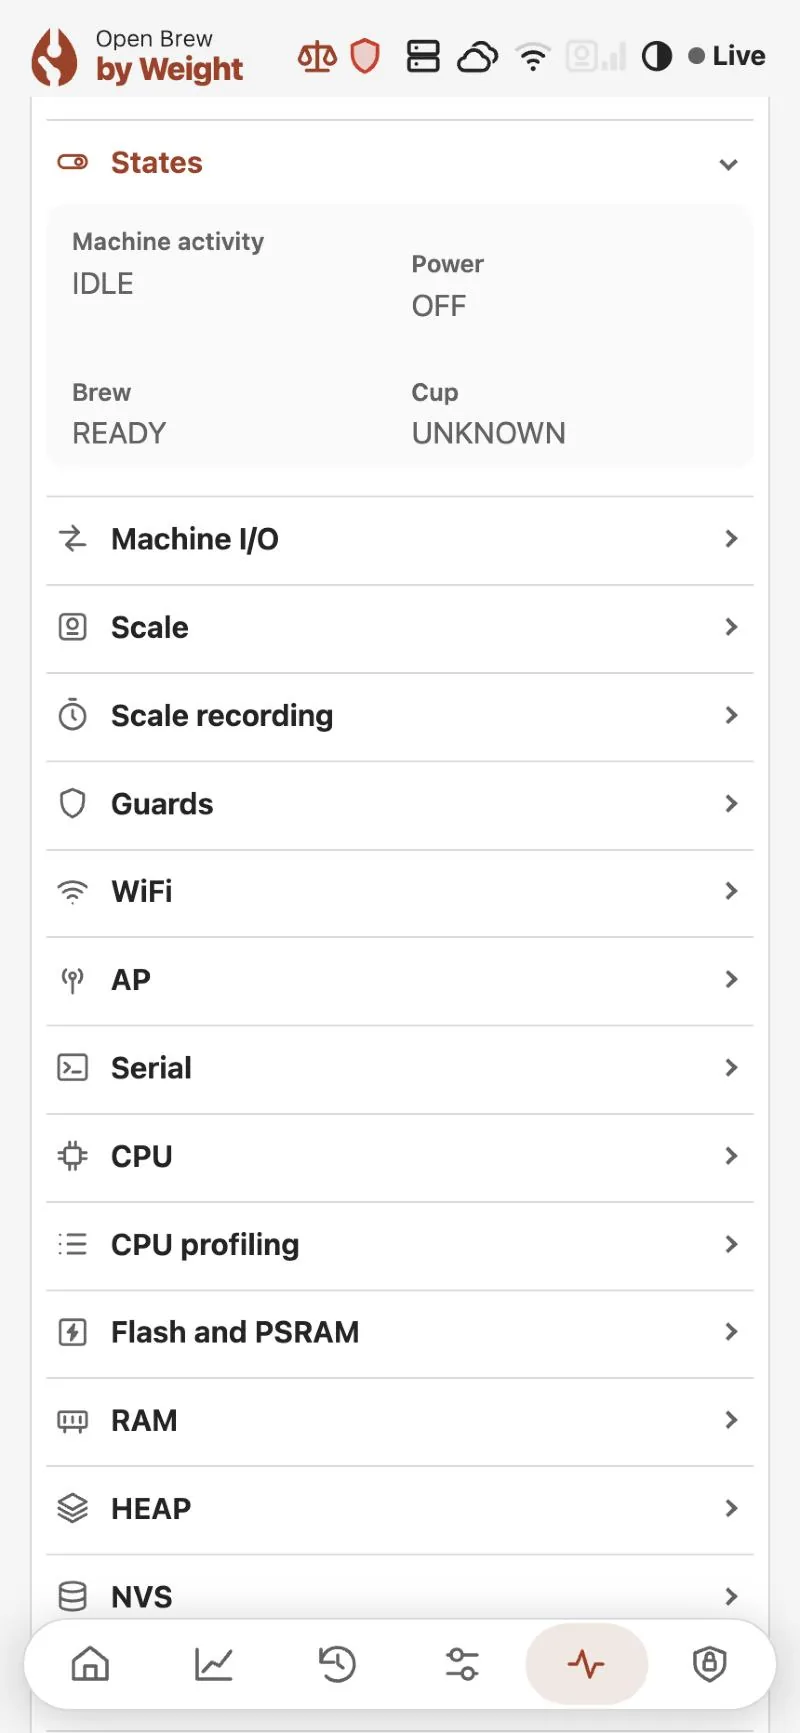 Open Brew
by Weight
Live
States
Machine activity
IDLE
Power
OFF
Brew
READY
Cup
UNKNOWN
Machine I/O
Scale
Scale recording
Guards
WiFi
AP
Serial
CPU
CPU profiling
Flash and PSRAM
RAM
HEAP
NVS